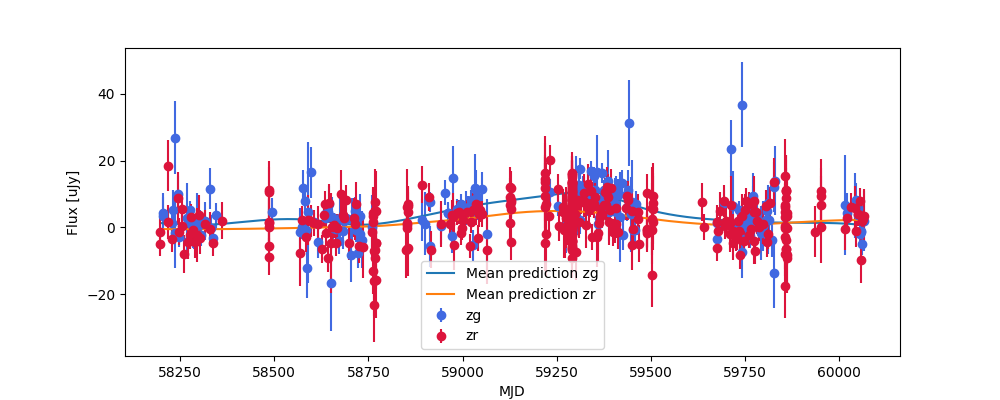 40
20
0
−20
Flux [uJy]
Mean prediction zg
Mean prediction zr
zg
zr
58250 58500 58750 59000 59250 59500 59750 60000
MJD